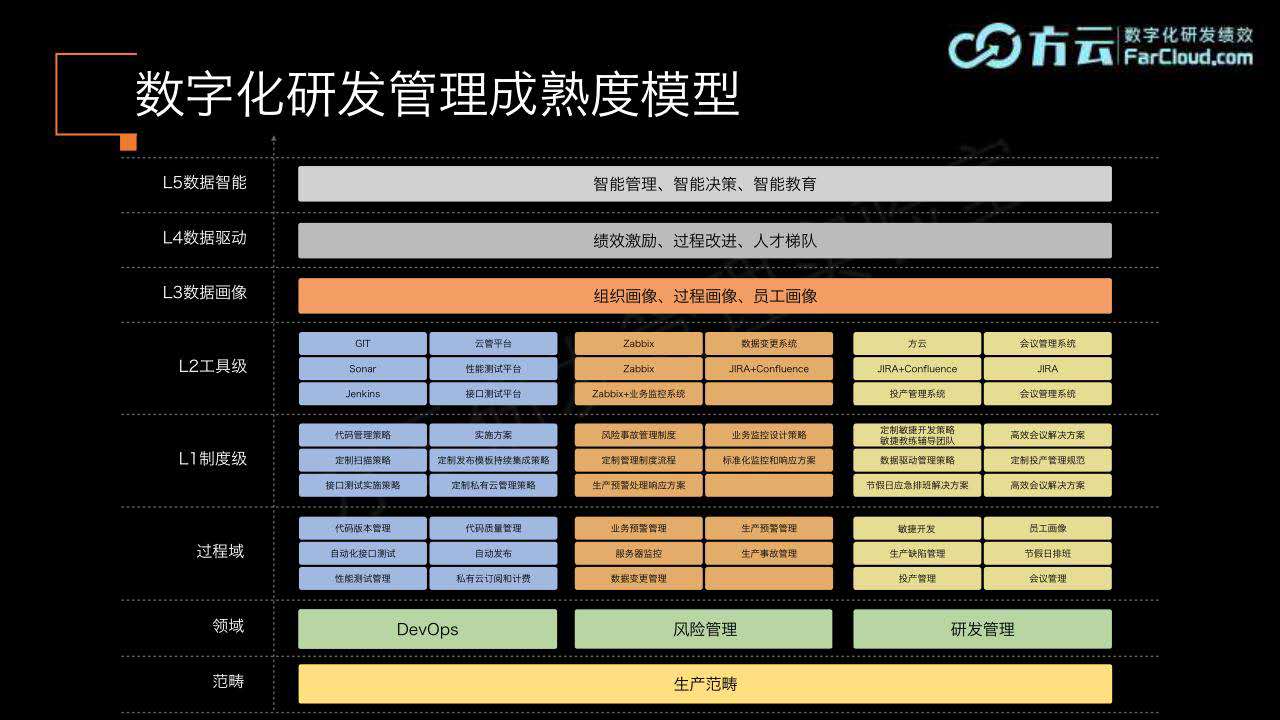 方云
数字化研发绩效
FarCloud.com
数字化研发管理成熟度模型
L5数据智能
智能管理、智能决策、智能教育
L4数据驱动
绩效激励、过程改进、人才梯队
L3数据画像
组织画像、过程画像、员工画像
L2工具级
GIT
云管平台
Zabbix
数据变更系统
方云
会议管理系统
Sonar
性能测试平台
Zabbix
JIRA+Confluence
JIRA+Confluence
JIRA
Jenkins
接口测试平台
Zabbix+业务监控系统
投产管理系统
会议管理系统
L1制度级
代码管理策略
实施方案
风险事故管理制度
业务监控设计策略
定制敏捷开发策略
敏捷教练辅导团队
高效会议解决方案
定制扫描策略
定制发布模板持续集成策略
定制管理制度流程
标准化监控和响应方案
数据驱动管理策略
定制投产管理规范
接口测试实施策略
定制私有云管理策略
生产预警处理响应方案
节假日应急排班解决方案
高效会议解决方案
过程域
代码版本管理
代码质量管理
业务预警管理
生产预警管理
敏捷开发
员工画像
自动化接口测试
自动发布
服务器监控
生产事故管理
生产缺陷管理
节假日排班
性能测试管理
私有云订阅和计费
数据变更管理
投产管理
会议管理
领域
DevOps
风险管理
研发管理
范畴
生产范畴